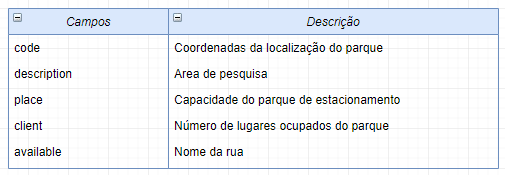 Campos Descrição
code Coordenadas da localização do parque
description Area de pesquisa
place Capacidade do parque de estacionamento
client Número de lugares ocupados do parque
available Nome da rua